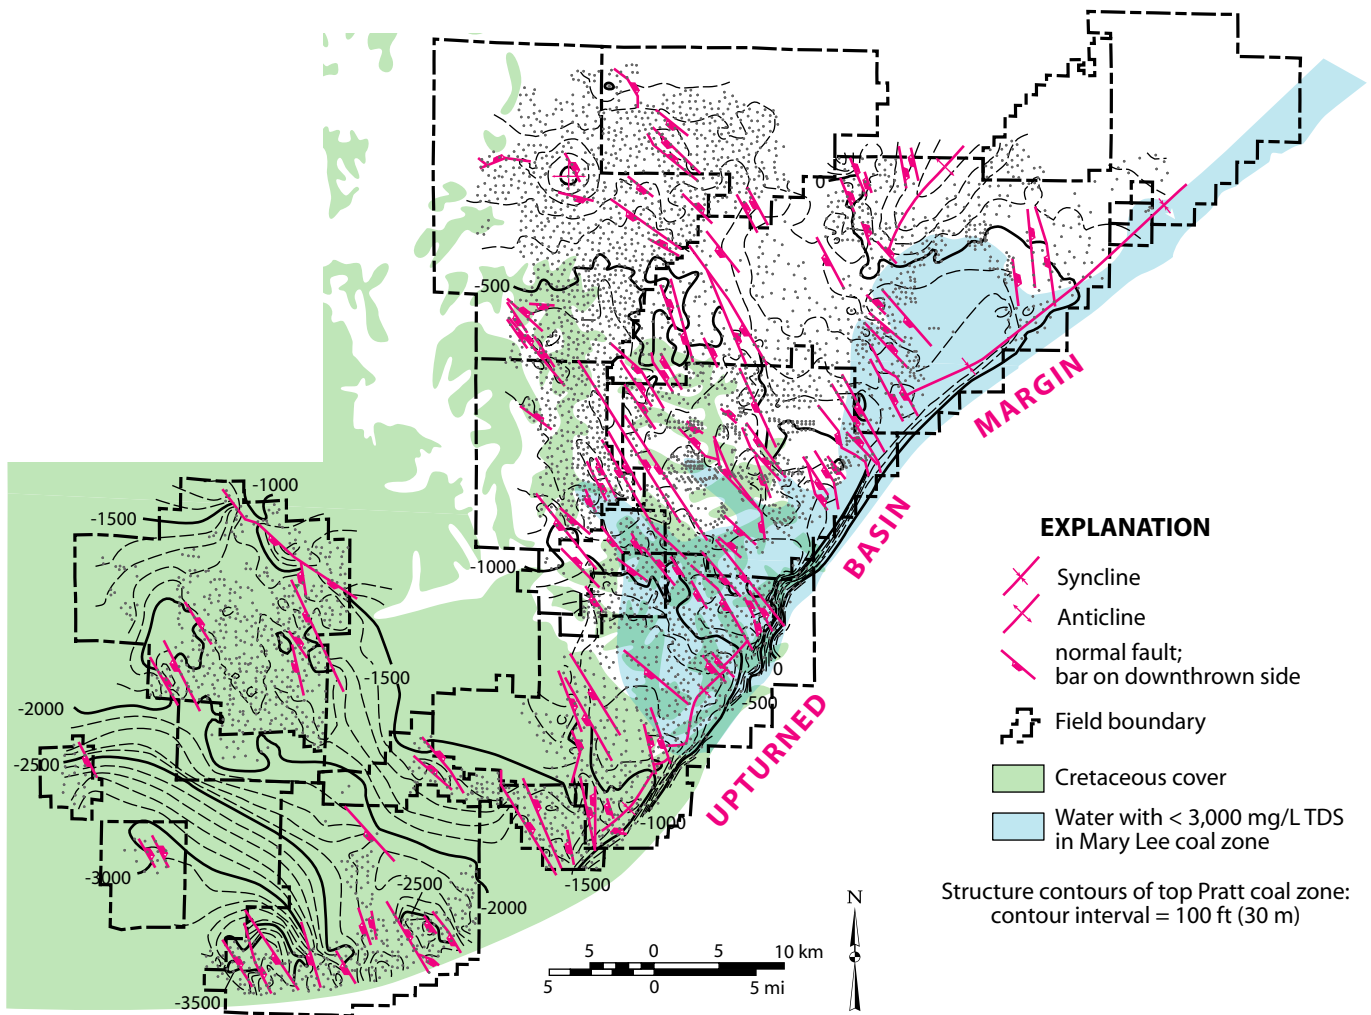 0
-500
-1000
-1500
-1000
-1500
-2000
-2500
-3000
-3500
-2500
-2000
-1500
-1000
-500
0
UPTURNED
BASIN
MARGIN
EXPLANATION
Syncline
Anticline
normal fault;
bar on downthrown side
Field boundary
Cretaceous cover
Water with < 3,000 mg/L TDS
in Mary Lee coal zone
Structure contours of top Pratt coal zone:
contour interval = 100 ft (30 m)
N
5 0 5 10 km
5 0 5 mi